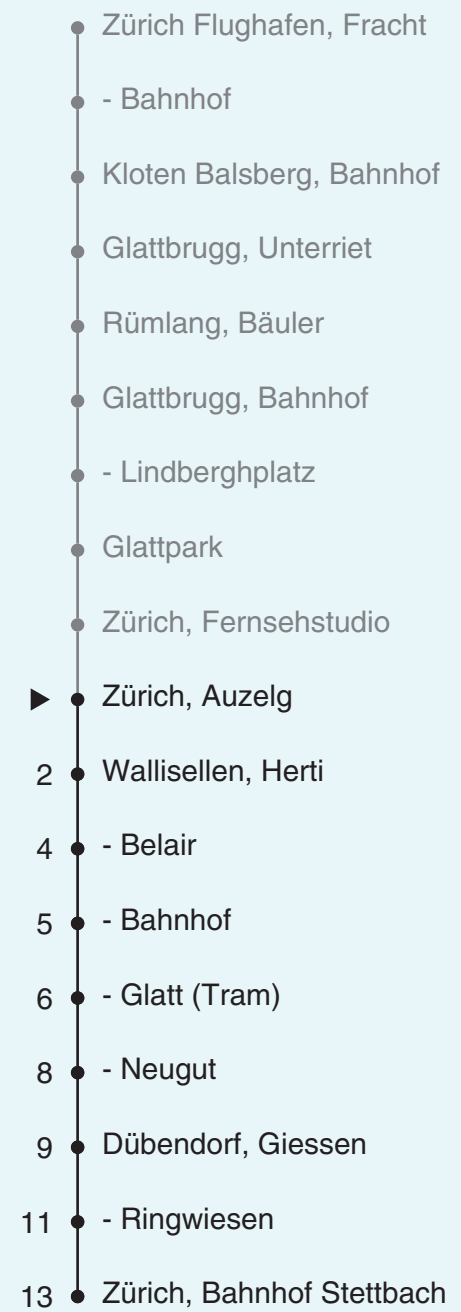 Zürich Flughafen, Fracht
- Bahnhof
Kloten Balsberg, Bahnhof
Glattbrugg, Unterriet
Rümlang, Bäuler
Glattbrugg, Bahnhof
- Lindberghplatz
Glattpark
Zürich, Fernsehstudio
Zürich, Auzelg
2 Wallisellen, Herti
4 - Belair
5 - Bahnhof
6 - Glatt (Tram)
8 - Neugut
9 Dübendorf, Giessen
11 - Ringwiesen
13 Zürich, Bahnhof Stettbach